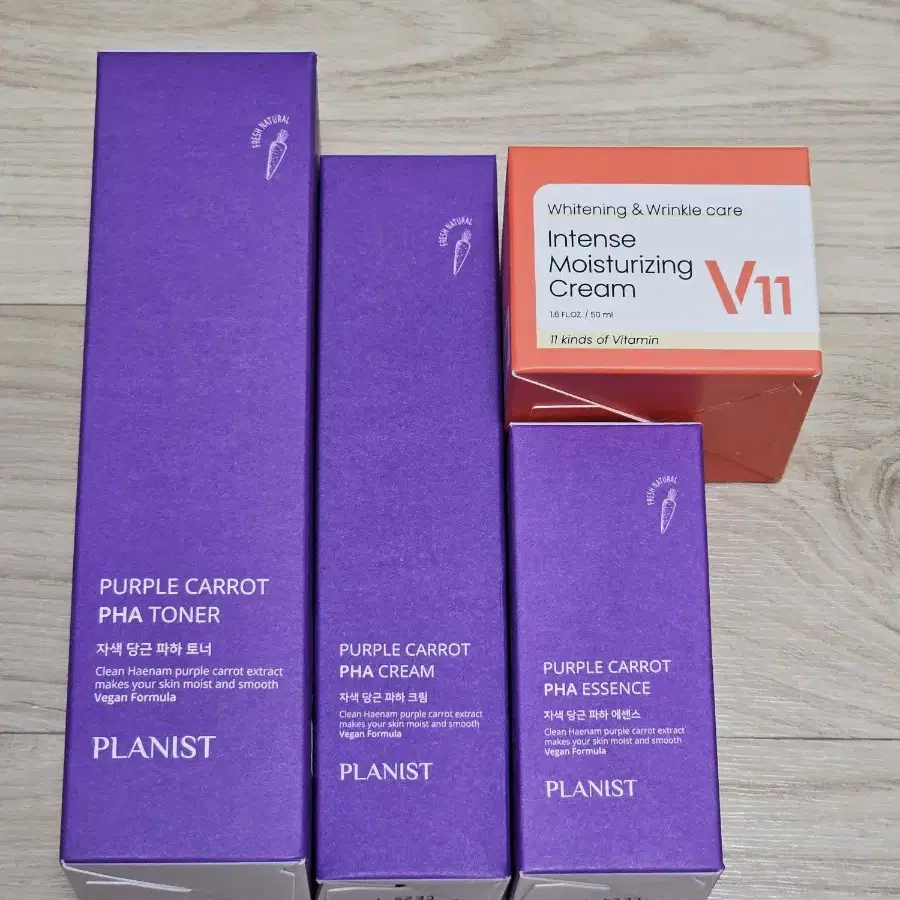 FRESH NATURAL
PURPLE CARROT
PHA TONER
자색 당근 파하 토너
Clean Haenam purple carrot extract
makes your skin moist and smooth
Vegan Formula
PLANIST
FRESH NATURAL
PURPLE CARROT
PHA CREAM
자색 당근 파하 크림
Clean Haenam purple carrot extract
makes your skin moist and smooth
Vegan Formula
PLANIST
Whitening & Wrinkle care
Intense
Moisturizing
Cream
V11
1.6 FL.OZ. / 50 ml
11 kinds of Vitamin
FRESH NATURAL
PURPLE CARROT
PHA ESSENCE
자색 당근 파하 에센스
Clean Haenam purple carrot extract
makes your skin moist and smooth
Vegan Formula
PLANIST